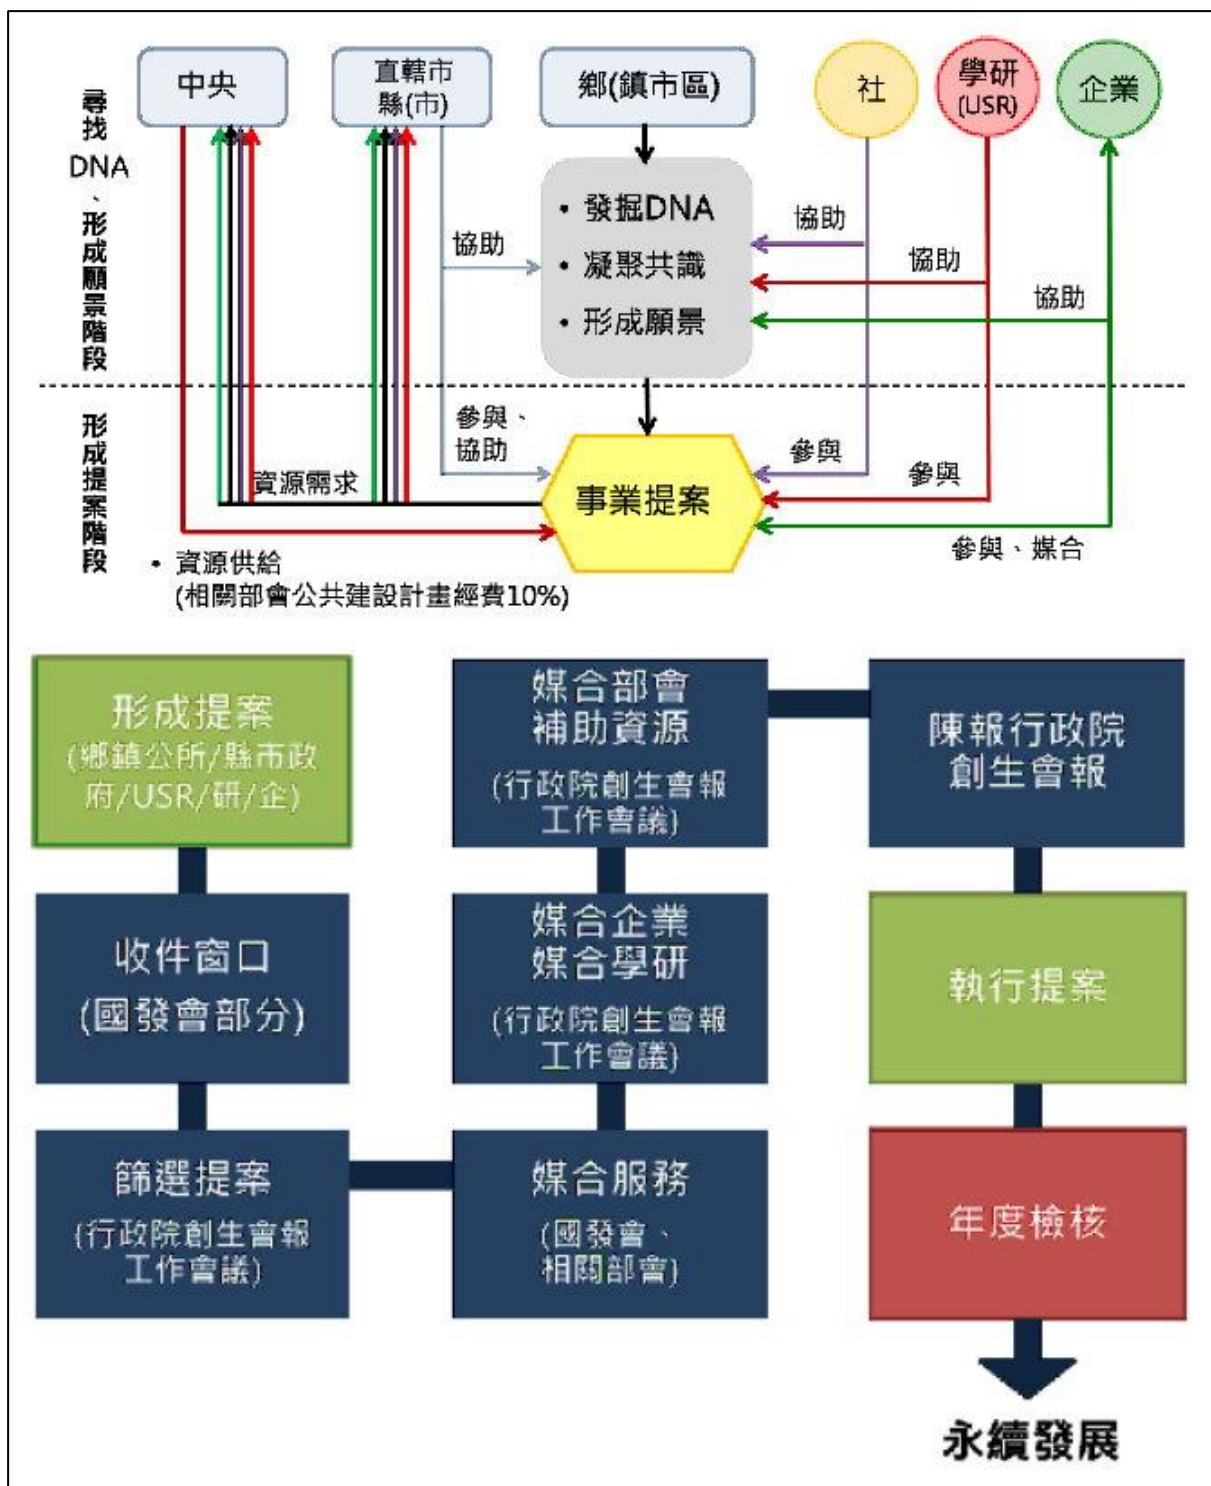 中央
直轄市
縣(市)
鄉(鎮市區)
社
學研
(USR)
企業
尋找DNA、形成願景階段
• 發掘DNA
• 凝聚共識
• 形成願景
協助
協助
協助
協助
形成提案階段
參與、
協助
參與
參與
資源需求
事業提案
參與、媒合
• 資源供給
(相關部會公共建設計畫經費10%)
形成提案
(鄉鎮公所/縣市政
府/USR/研/企)
收件窗口
(國發會部分)
篩選提案
(行政院創生會報
工作會議)
媒合服務
(國發會、
相關部會)
媒合企業
媒合學研
(行政院創生會報
工作會議)
媒合部會
補助資源
(行政院創生會報
工作會議)
陳報行政院
創生會報
執行提案
年度檢核
永續發展